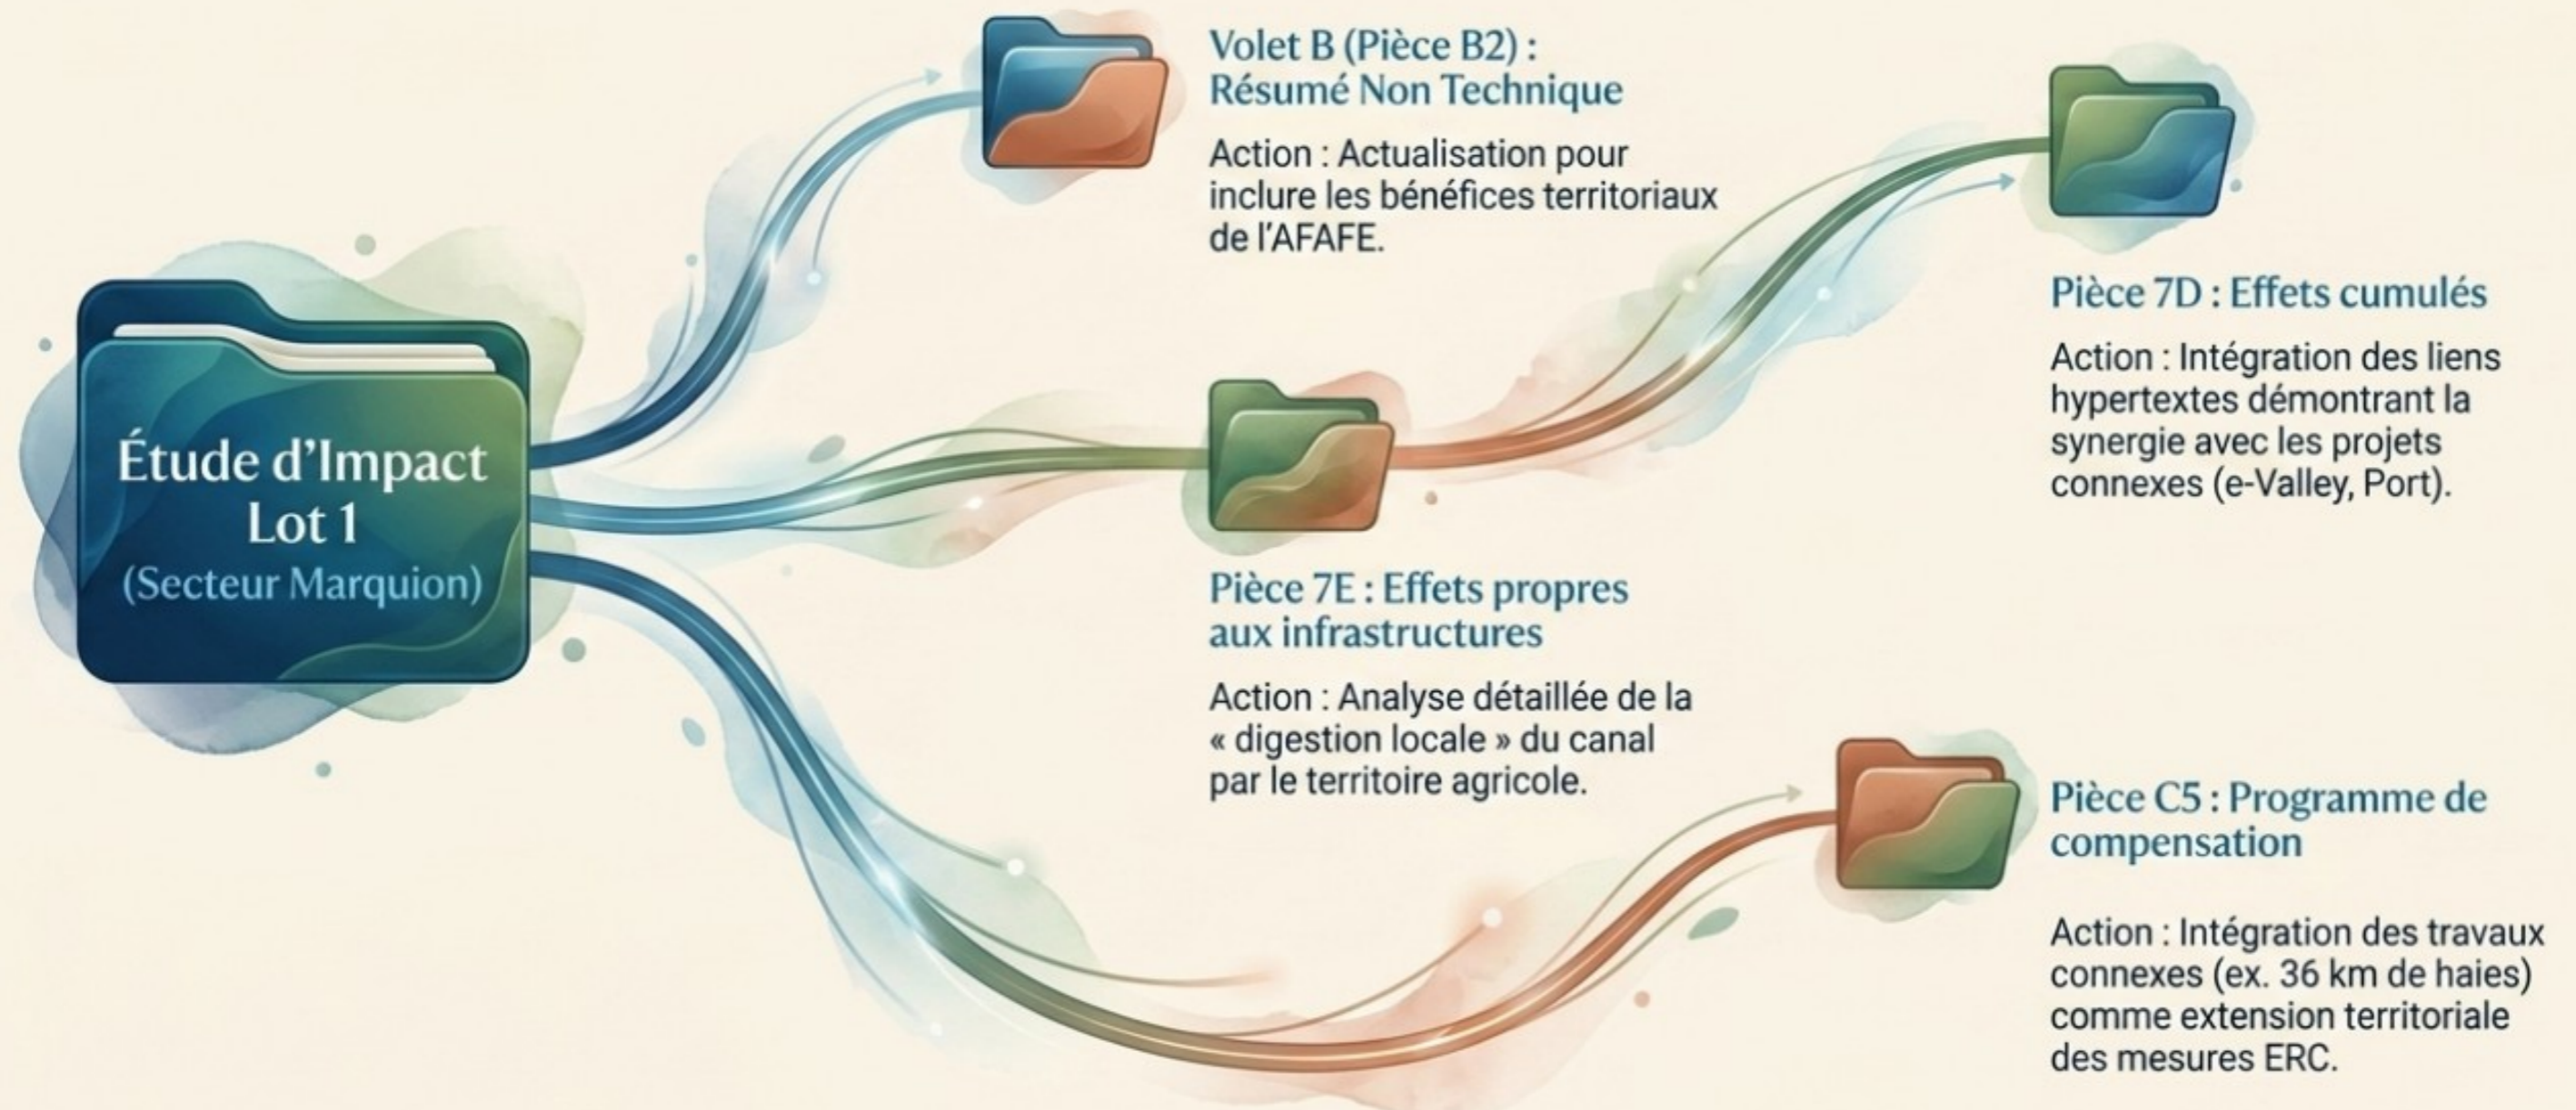 Étude d'Impact
Lot 1
(Secteur Marquion)
Volet B (Pièce B2) :
Résumé Non Technique
Action : Actualisation pour
inclure les bénéfices territoriaux
de l'AFAFE.
Pièce 7E : Effets propres
aux infrastructures
Action : Analyse détaillée de la
« digestion locale » du canal
par le territoire agricole.
Pièce 7D : Effets cumulés
Action : Intégration des liens
hypertextes démontrant la
synergie avec les projets
connexes (e-Valley, Port).
Pièce C5 : Programme de
compensation
Action : Intégration des travaux
connexes (ex. 36 km de haies)
comme extension territoriale
des mesures ERC.